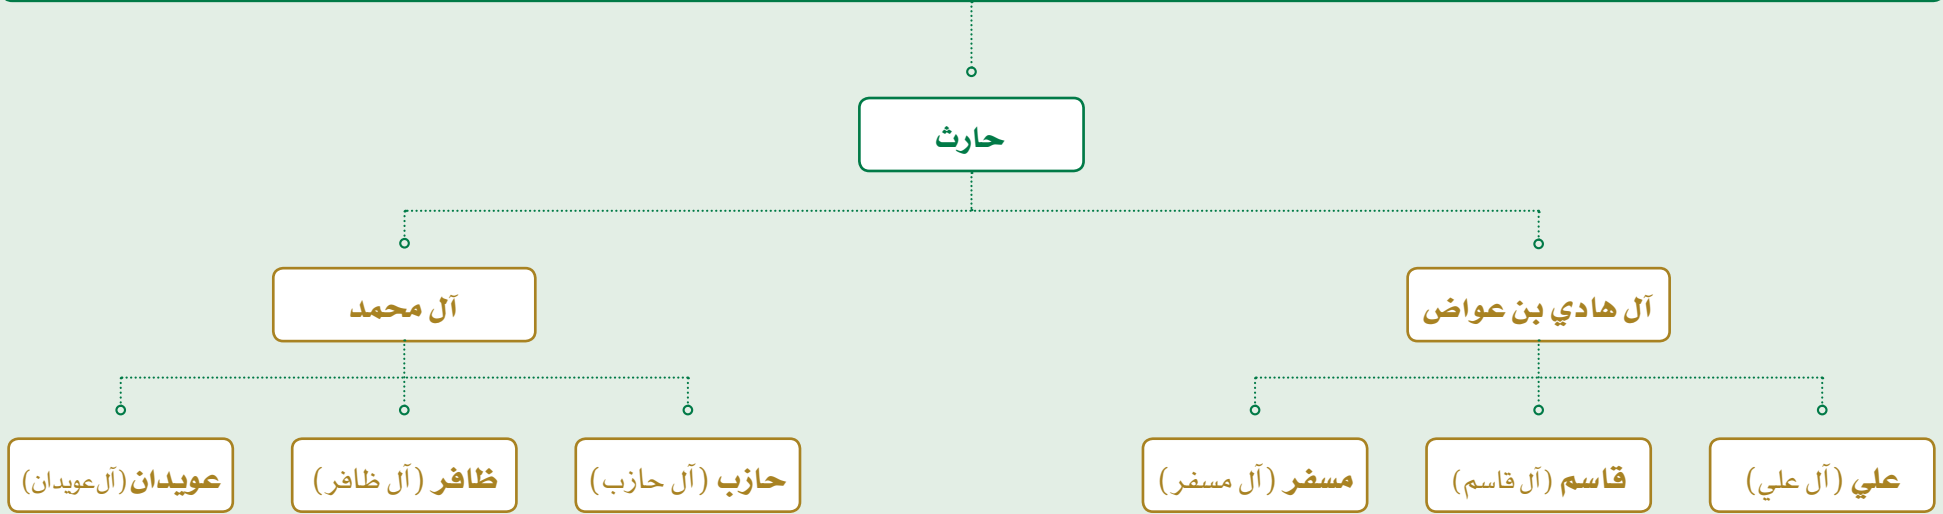 حارث
آل هادي بن عواض
آل محمد
علي (آل علي)
قاسم (آل قاسم)
مسفر (آل مسفر)
حازب (آل حازب)
ظافر (آل ظافر)
عويدان (آل عويدان)